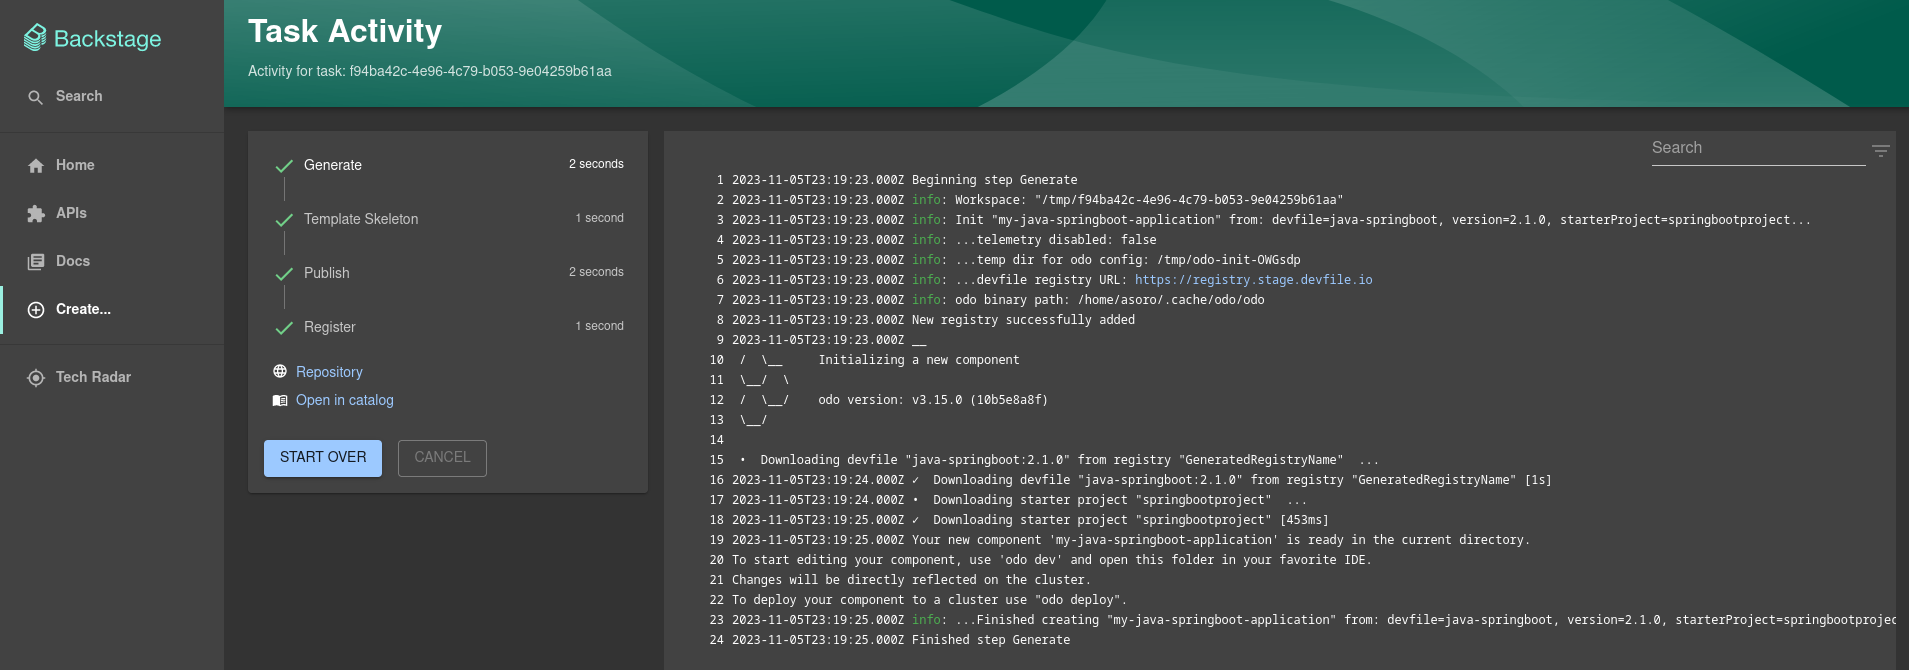 Backstage
Search
Home
APIs
Docs
Create...
Tech Radar
Task Activity
Activity for task: f94ba42c-4e96-4c79-b053-9e04259b61aa
Generate 2 seconds
Template Skeleton 1 second
Publish 2 seconds
Register 1 second
Repository
Open in catalog
START OVER CANCEL
Search
1 2023-11-05T23:19:23.000Z Beginning step Generate
2 2023-11-05T23:19:23.000Z info: Workspace: "/tmp/f94ba42c-4e96-4c79-b053-9e04259b61aa"
3 2023-11-05T23:19:23.000Z info: Init "my-java-springboot-application" from: devfile=java-springboot, version=2.1.0, starterProject=springbootproject...
4 2023-11-05T23:19:23.000Z info: ...telemetry disabled: false
5 2023-11-05T23:19:23.000Z info: ...temp dir for odo config: /tmp/odo-init-OWGsdp
6 2023-11-05T23:19:23.000Z info: ...devfile registry URL: https://registry.stage.devfile.io
7 2023-11-05T23:19:23.000Z info: odo binary path: /home/asoro/.cache/odo/odo
8 2023-11-05T23:19:23.000Z New registry successfully added
9 2023-11-05T23:19:23.000Z __
10  /  \__     Initializing a new component
11  \__/  \
12  /  \__/    odo version: v3.15.0 (10b5e8a8f)
13  \__/
14
15  •  Downloading devfile "java-springboot:2.1.0" from registry "GeneratedRegistryName"  ...
16 2023-11-05T23:19:24.000Z ✓  Downloading devfile "java-springboot:2.1.0" from registry "GeneratedRegistryName" [1s]
17 2023-11-05T23:19:24.000Z •  Downloading starter project "springbootproject"  ...
18 2023-11-05T23:19:25.000Z ✓  Downloading starter project "springbootproject" [453ms]
19 2023-11-05T23:19:25.000Z Your new component 'my-java-springboot-application' is ready in the current directory.
20 To start editing your component, use 'odo dev' and open this folder in your favorite IDE.
21 Changes will be directly reflected on the cluster.
22 To deploy your component to a cluster use "odo deploy".
23 2023-11-05T23:19:25.000Z info: ...Finished creating "my-java-springboot-application" from: devfile=java-springboot, version=2.1.0, starterProject=springbootprojec
24 2023-11-05T23:19:25.000Z Finished step Generate